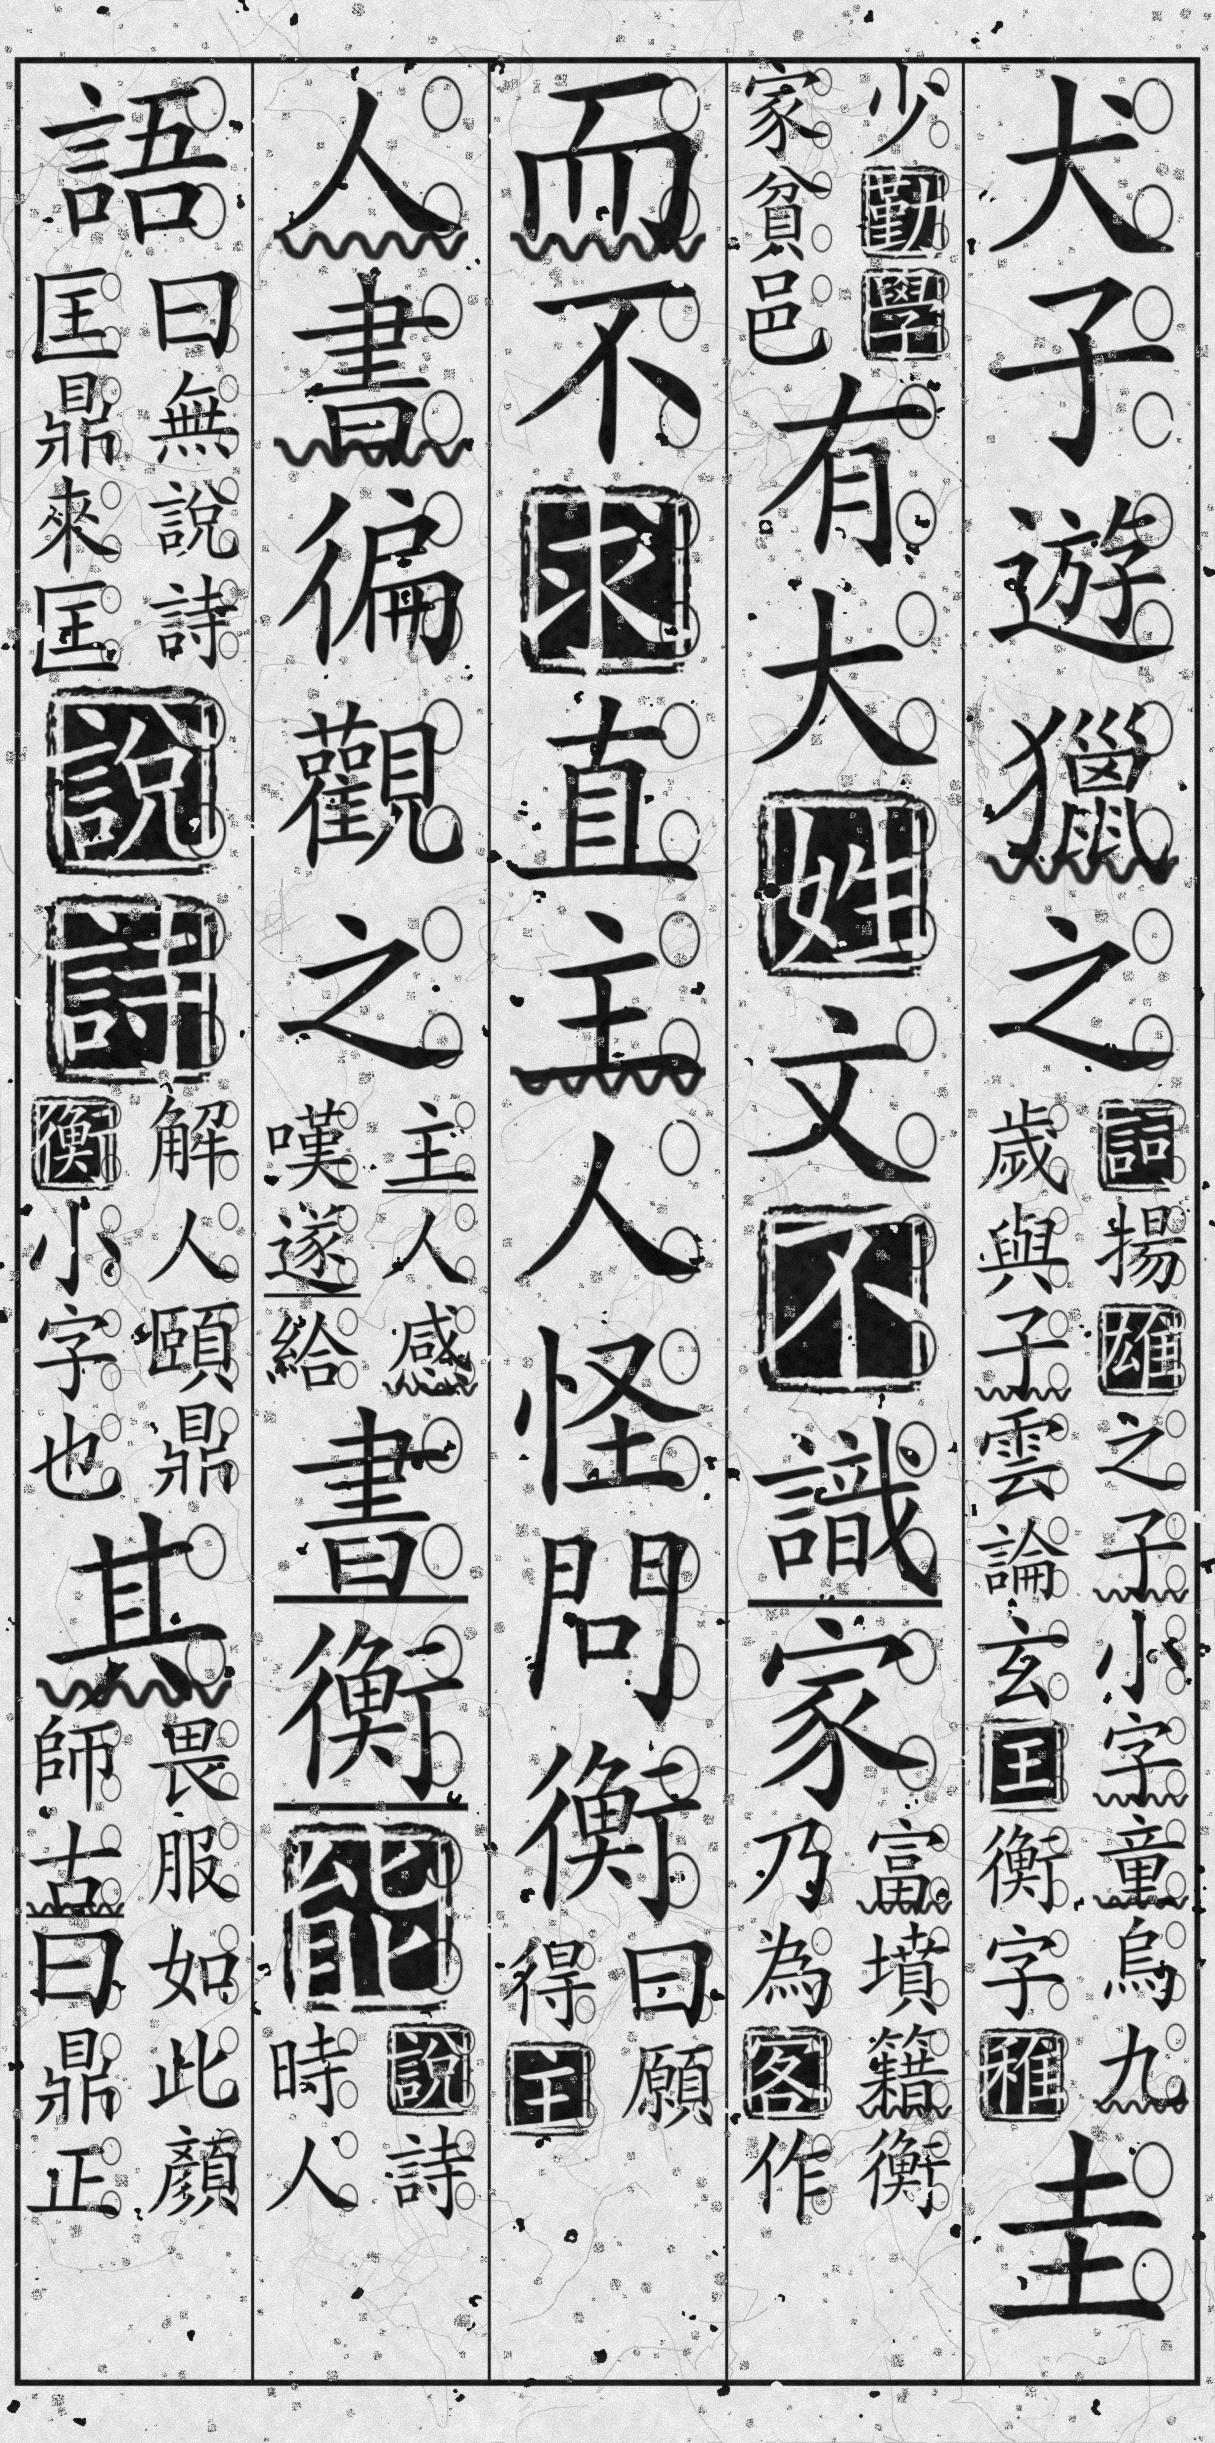 犬子遊獵之語揚雄之子小字童烏九歲與子雲論玄匡衡字稚圭
少勤學家貧邑有大姓文不識家富墳籍衡乃為客作
而不求直主人怪問衡曰願得主
人書徧觀之主人感嘆遂給書衡能說詩時人
語曰無說詩匡鼎來匡說詩解人頤鼎衡小字也其畏服如此顏師古曰鼎正